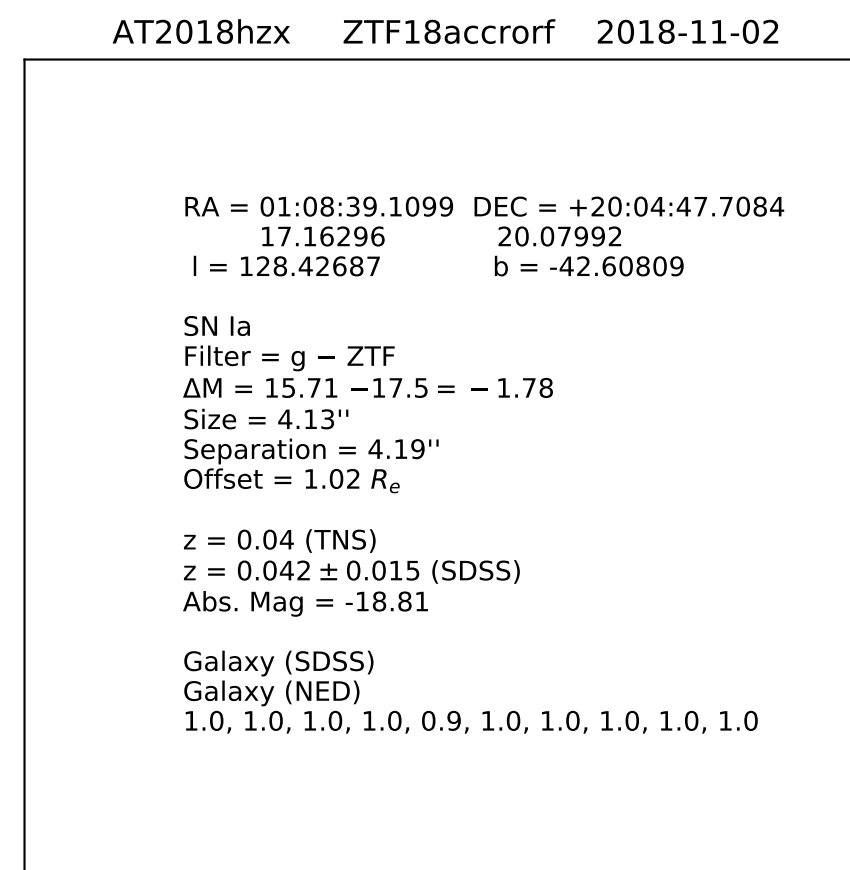 AT2018hzx ZTF18accrorf 2018-11-02
RA = 01:08:39.1099 DEC = +20:04:47.7084
17.16296 20.07992
l = 128.42687 b = -42.60809
SN Ia
Filter = g − ZTF
ΔM = 15.71 −17.5 = − 1.78
Size = 4.13''
Separation = 4.19''
Offset = 1.02 Re
z = 0.04 (TNS)
z = 0.042 ± 0.015 (SDSS)
Abs. Mag = -18.81
Galaxy (SDSS)
Galaxy (NED)
1.0, 1.0, 1.0, 1.0, 0.9, 1.0, 1.0, 1.0, 1.0, 1.0